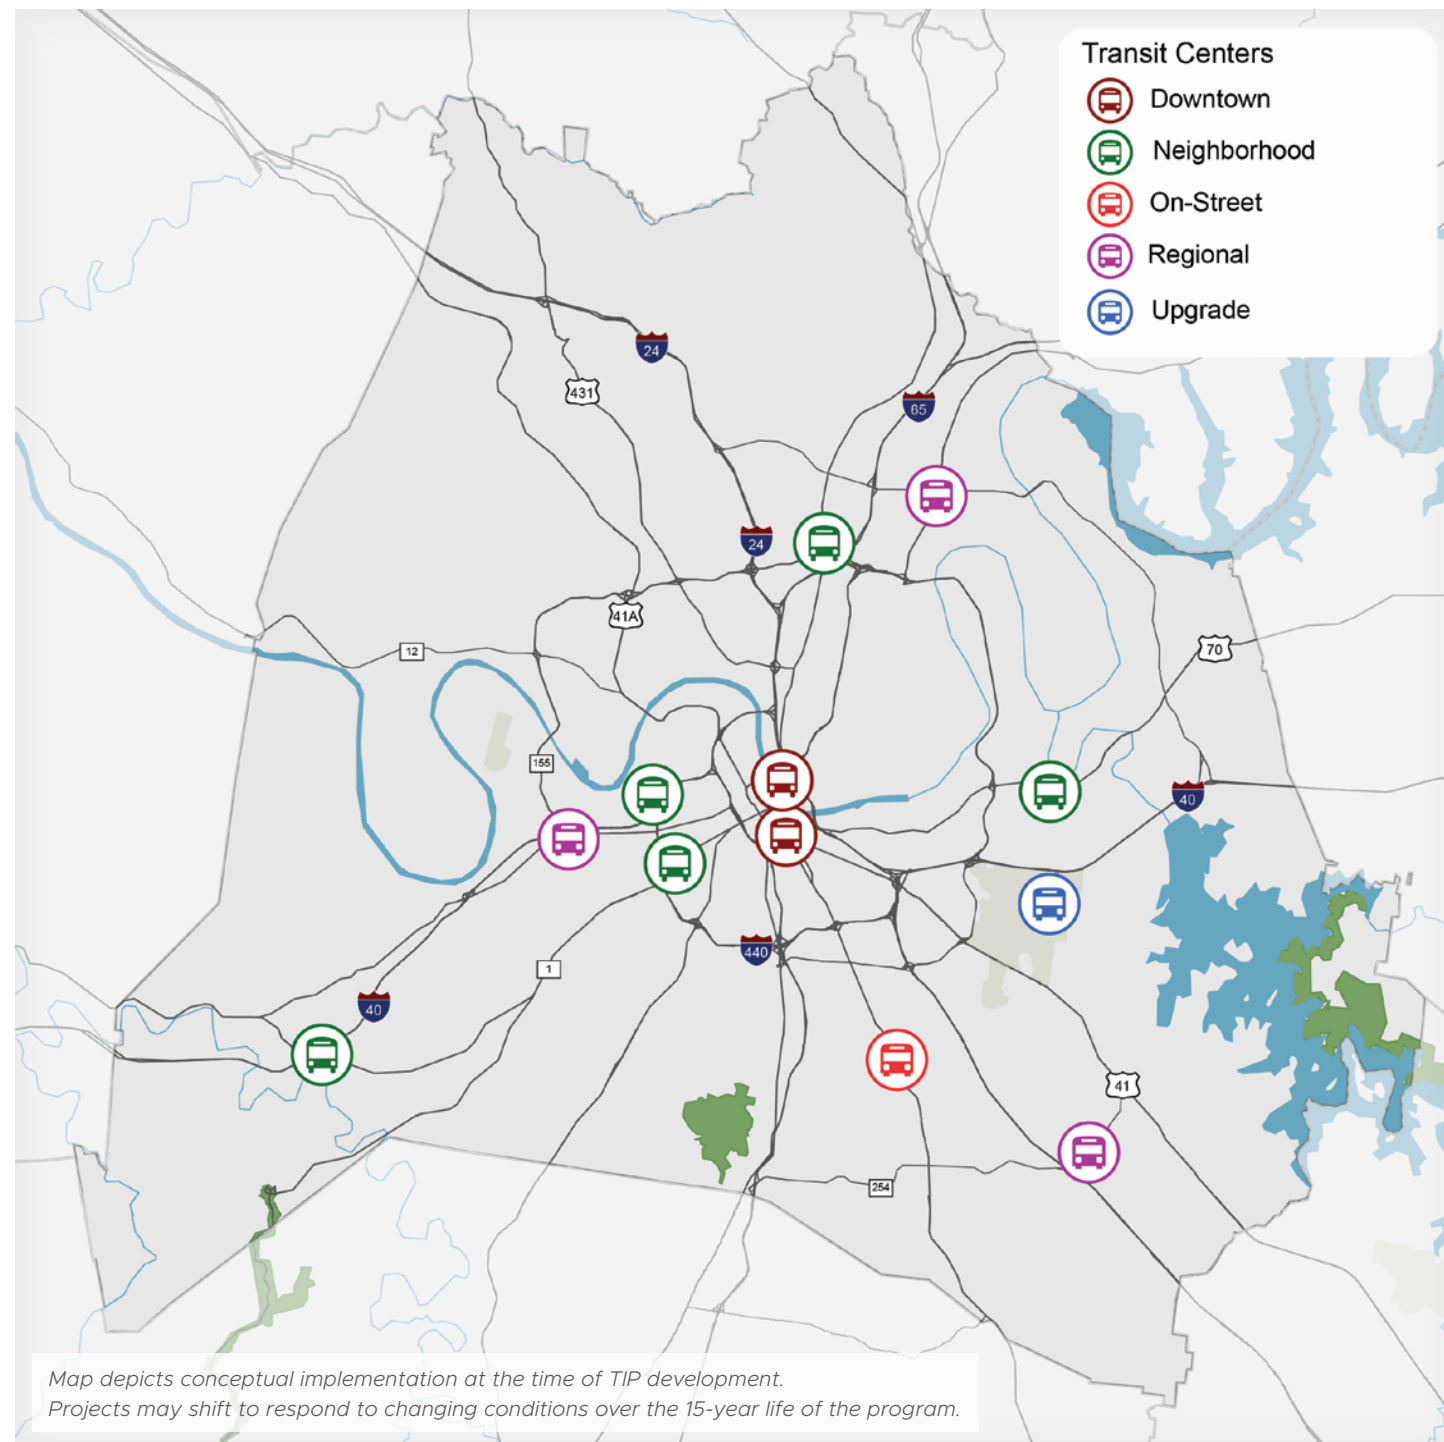 Transit Centers
Downtown
Neighborhood
On-Street
Regional
Upgrade
24
431
65
24
41A
12
70
155
40
440
1
40
41
254
Map depicts conceptual implementation at the time of TIP development.
Projects may shift to respond to changing conditions over the 15-year life of the program.